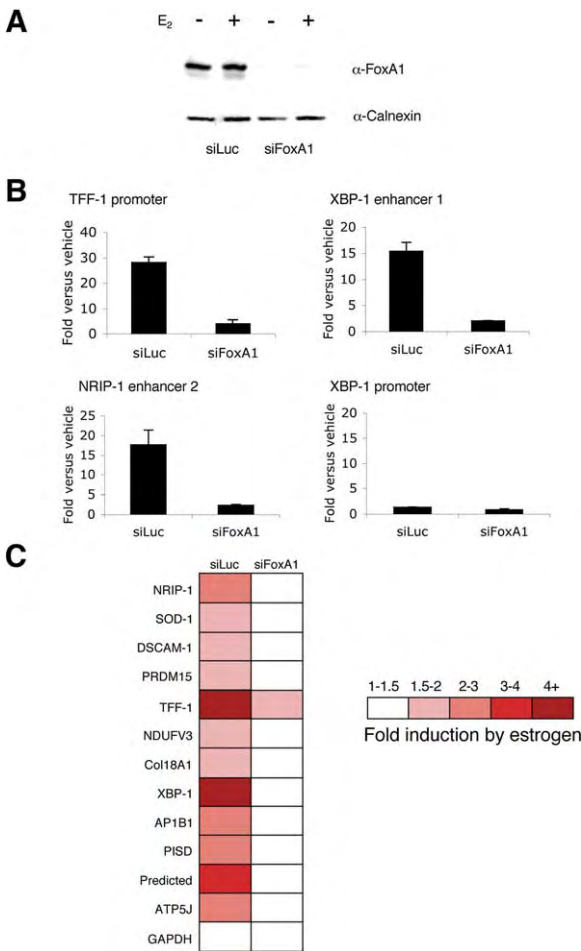 A
E₂ - + - +
α-FoxA1
α-Calnexin
siLuc siFoxA1
B
TFF-1 promoter
Fold versus vehicle
40
30
20
10
0
siLuc siFoxA1
XBP-1 enhancer 1
Fold versus vehicle
20
15
10
5
0
siLuc siFoxA1
NRIP-1 enhancer 2
Fold versus vehicle
25
20
15
10
5
0
siLuc siFoxA1
XBP-1 promoter
Fold versus vehicle
20
15
10
5
0
siLuc siFoxA1
C
siLuc siFoxA1
NRIP-1
SOD-1
DSCAM-1
PRDM15
TFF-1
NDUFV3
Col18A1
XBP-1
AP1B1
PISD
Predicted
ATP5J
GAPDH
1-1.5 1.5-2 2-3 3-4 4+
Fold induction by estrogen